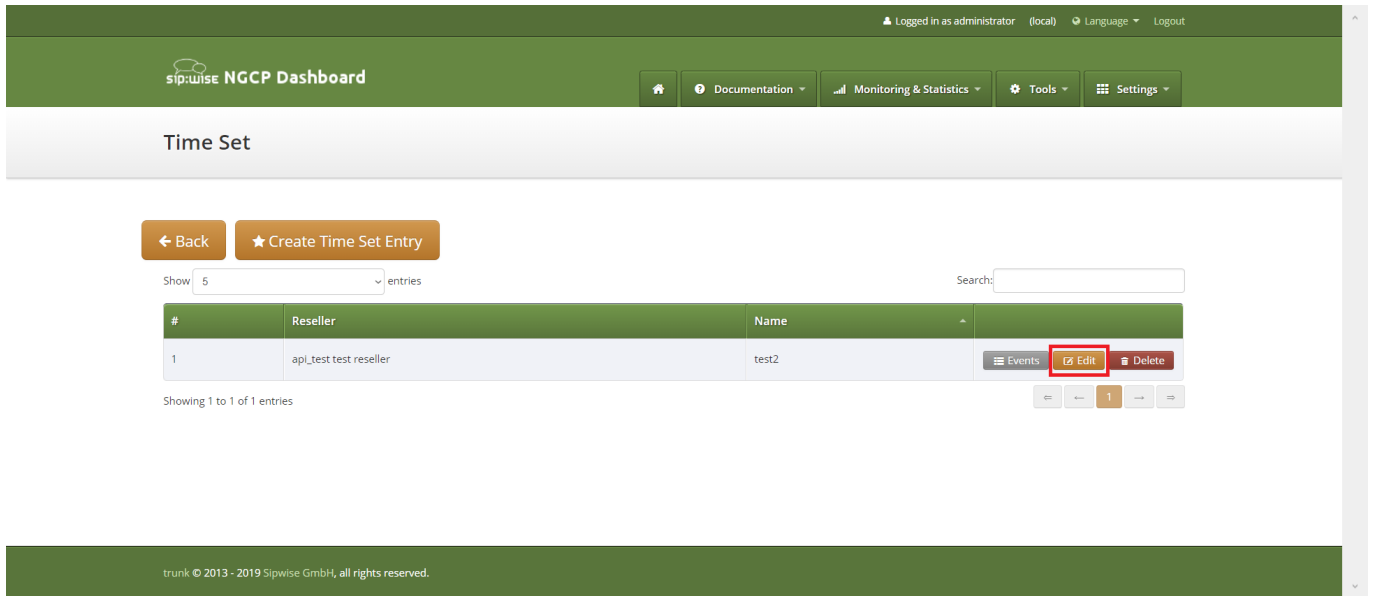 Logged in as administrator (local) Language Logout
sip:wise NGCP Dashboard
Documentation Monitoring & Statistics Tools Settings
Time Set
Back Create Time Set Entry
Show 5 entries Search:
# Reseller Name
1 api_test test reseller test2 Events Edit Delete
Showing 1 to 1 of 1 entries ⇐ ← 1 → ⇒
trunk © 2013 - 2019 Sipwise GmbH, all rights reserved.